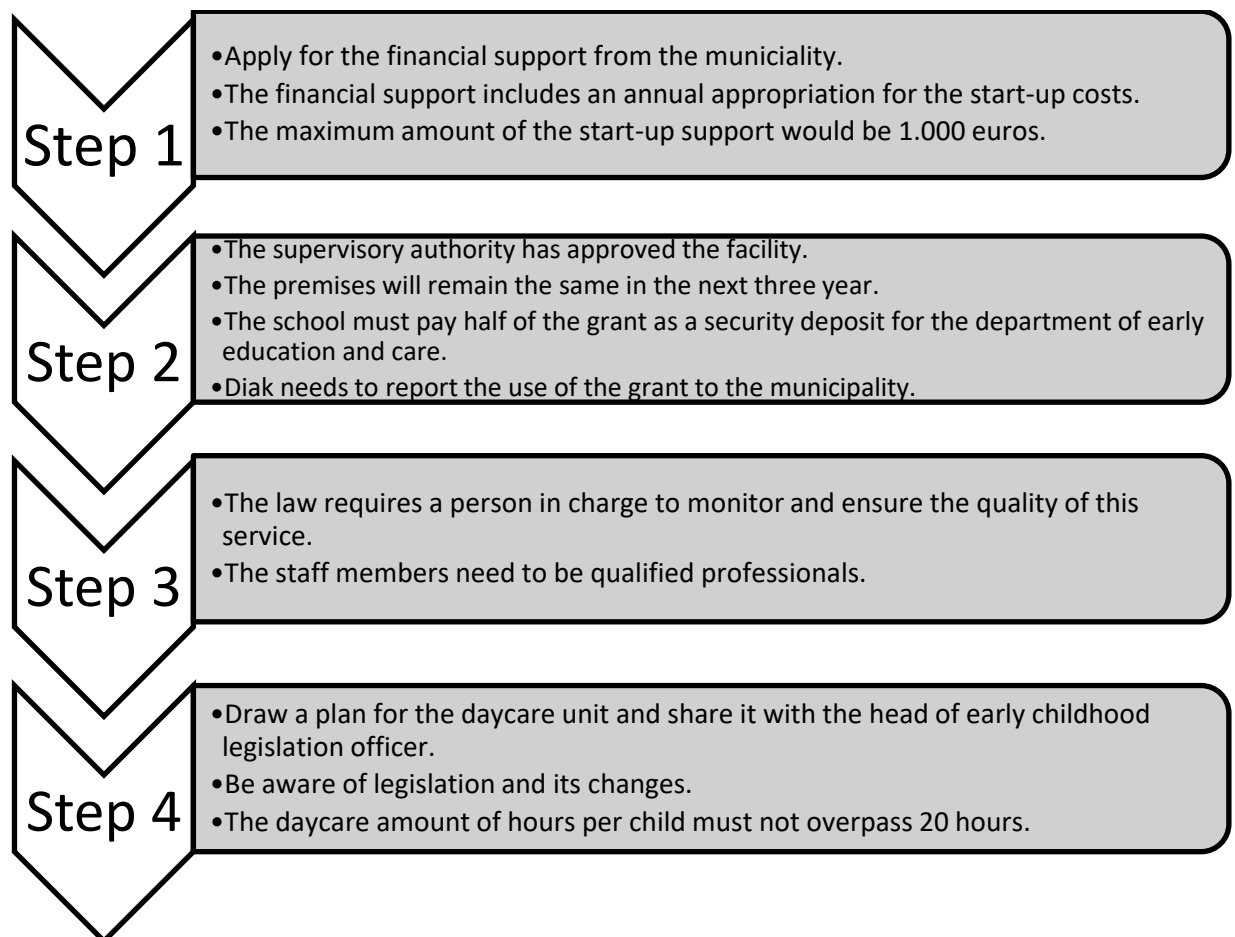 Step 1
•Apply for the financial support from the municiality.
•The financial support includes an annual appropriation for the start-up costs.
•The maximum amount of the start-up support would be 1.000 euros.
Step 2
•The supervisory authority has approved the facility.
•The premises will remain the same in the next three year.
•The school must pay half of the grant as a security deposit for the department of early
education and care.
•Diak needs to report the use of the grant to the municipality.
Step 3
•The law requires a person in charge to monitor and ensure the quality of this
service.
•The staff members need to be qualified professionals.
Step 4
•Draw a plan for the daycare unit and share it with the head of early childhood
legislation officer.
•Be aware of legislation and its changes.
•The daycare amount of hours per child must not overpass 20 hours.